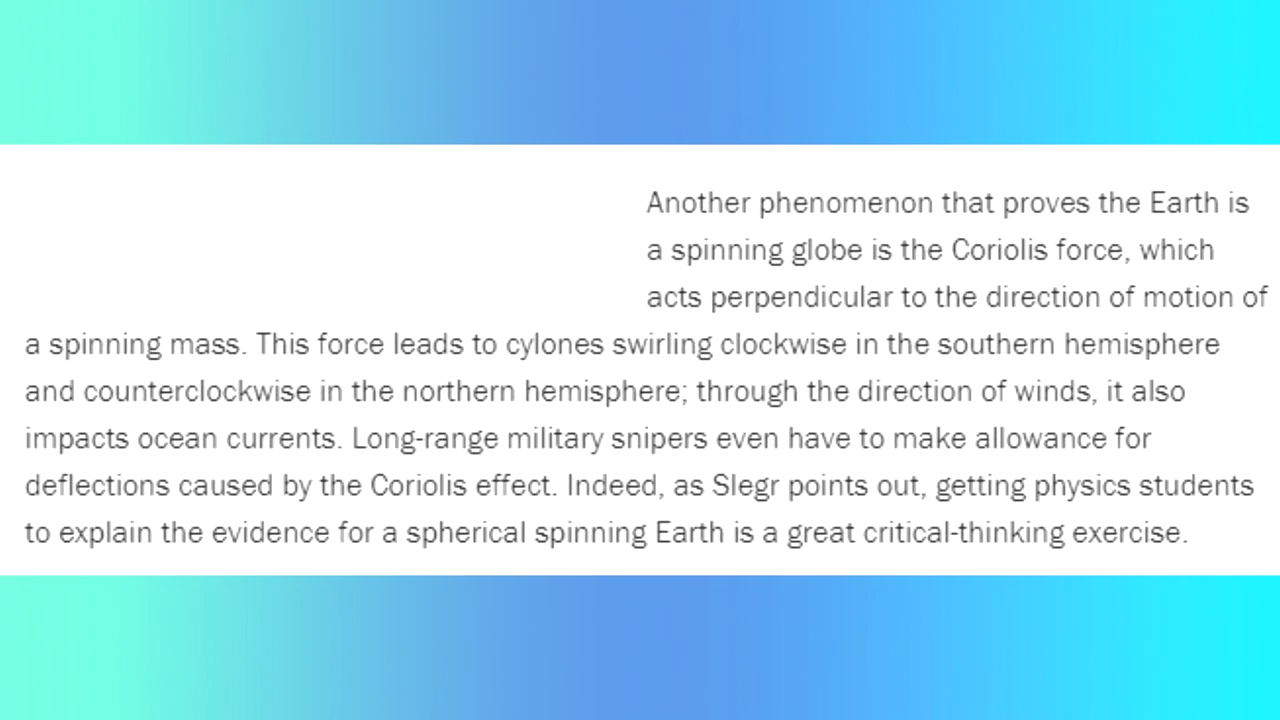 Another phenomenon that proves the Earth is
a spinning globe is the Coriolis force, which
acts perpendicular to the direction of motion of
a spinning mass. This force leads to cylones swirling clockwise in the southern hemisphere
and counterclockwise in the northern hemisphere; through the direction of winds, it also
impacts ocean currents. Long-range military snipers even have to make allowance for
deflections caused by the Coriolis effect. Indeed, as Slegr points out, getting physics students
to explain the evidence for a spherical spinning Earth is a great critical-thinking exercise.